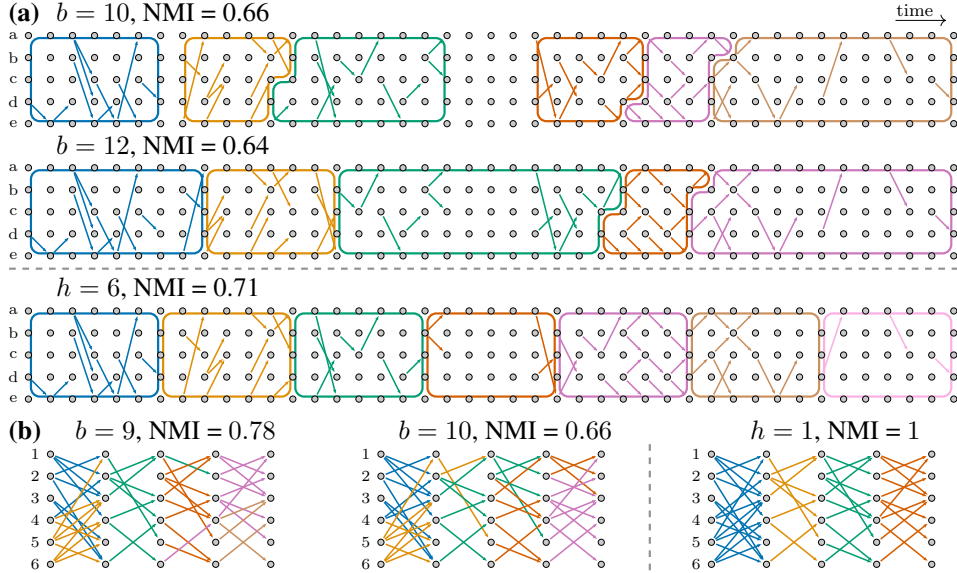 (a) b = 10, NMI = 0.66
time
a
b
c
d
e
b = 12, NMI = 0.64
a
b
c
d
e
h = 6, NMI = 0.71
a
b
c
d
e
(b) b = 9, NMI = 0.78 b = 10, NMI = 0.66 h = 1, NMI = 1
1 1 1
2 2 2
3 3 3
4 4 4
5 5 5
6 6 6